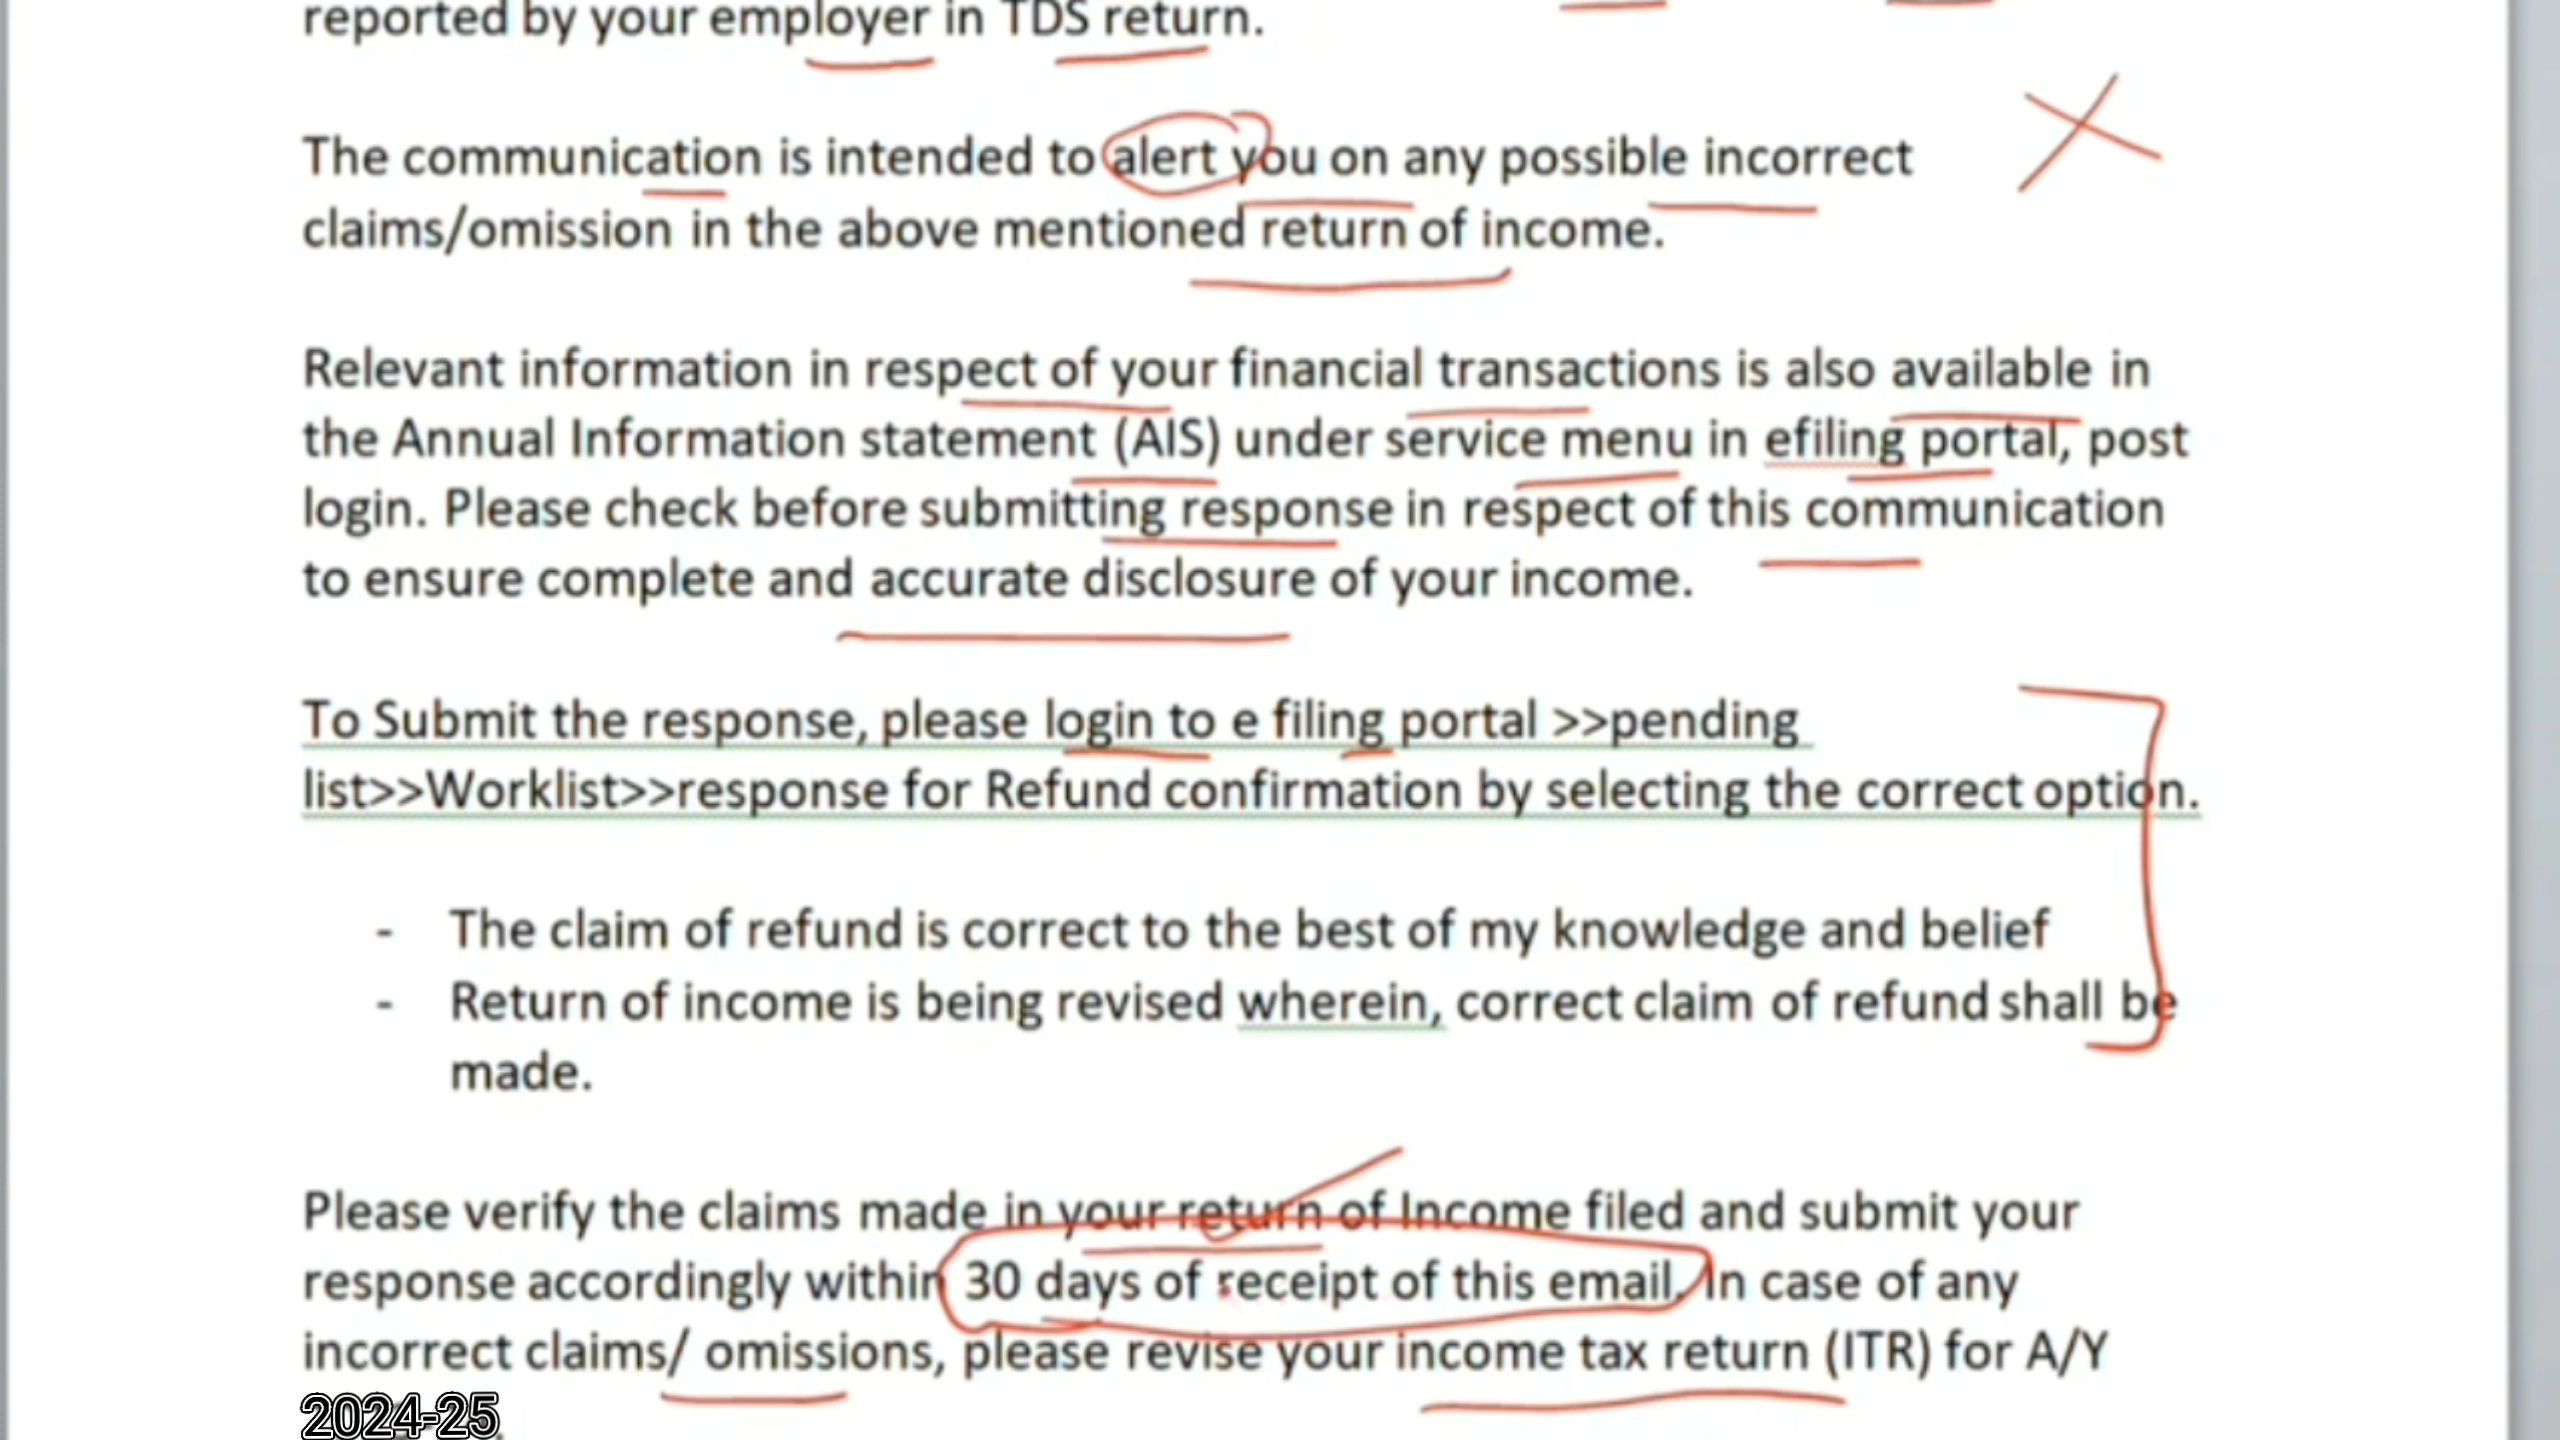 reported by your employer in TDS return.
The communication is intended to alert you on any possible incorrect
claims/omission in the above mentioned return of income.
Relevant information in respect of your financial transactions is also available in
the Annual Information statement (AIS) under service menu in efiling portal, post
login. Please check before submitting response in respect of this communication
to ensure complete and accurate disclosure of your income.
To Submit the response, please login to e filing portal >>pending
list>>Worklist>>response for Refund confirmation by selecting the correct option.
- The claim of refund is correct to the best of my knowledge and belief
- Return of income is being revised wherein, correct claim of refund shall be
made.
Please verify the claims made in your return of Income filed and submit your
response accordingly within 30 days of receipt of this email. In case of any
incorrect claims/ omissions, please revise your income tax return (ITR) for A/Y
2024-25